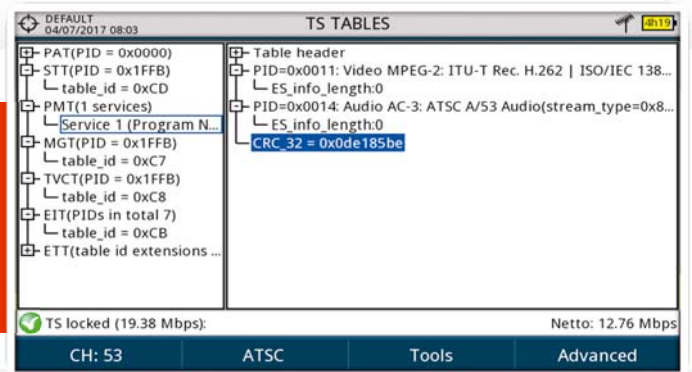 DEFAULT
04/07/2017 08:03
TS TABLES
4h19
PAT(PID = 0x0000)
STT(PID = 0x1FFB)
table_id = 0xCD
PMT(1 services)
Service 1 (Program N...
MGT(PID = 0x1FFB)
table_id = 0xC7
TVCT(PID = 0x1FFB)
table_id = 0xC8
EIT(PIDs in total 7)
table_id = 0xCB
ETT(table id extensions ...
Table header
PID=0x0011: Video MPEG-2: ITU-T Rec. H.262 | ISO/IEC 138...
ES_info_length:0
PID=0x0014: Audio AC-3: ATSC A/53 Audio(stream_type=0x8...
ES_info_length:0
CRC_32 = 0x0de185be
TS locked (19.38 Mbps):
Netto: 12.76 Mbps
CH: 53
ATSC
Tools
Advanced